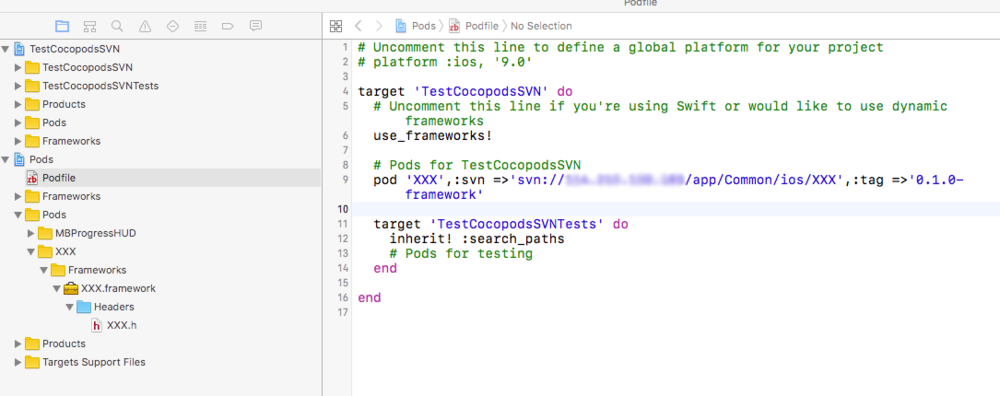 Podfile
Pods
Podfile
No Selection
TestCocopodsSVN
TestCocopodsSVN
TestCocopodsSVNTests
Products
Pods
Frameworks
Pods
rb Podfile
Frameworks
Pods
MBProgressHUD
XXX
Frameworks
XXX.framework
Headers
h XXX.h
Products
Targets Support Files
1 # Uncomment this line to define a global platform for your project
2 # platform :ios, '9.0'
3
4 target 'TestCocopodsSVN' do
5 # Uncomment this line if you're using Swift or would like to use dynamic
frameworks
6 use_frameworks!
7
8 # Pods for TestCocopodsSVN
9 pod 'XXX',:svn =>'svn:///app/Common/ios/XXX',:tag =>'0.1.0-
framework'
10
11 target 'TestCocopodsSVNTests' do
12 inherit! :search_paths
13 # Pods for testing
14 end
15
16 end
17